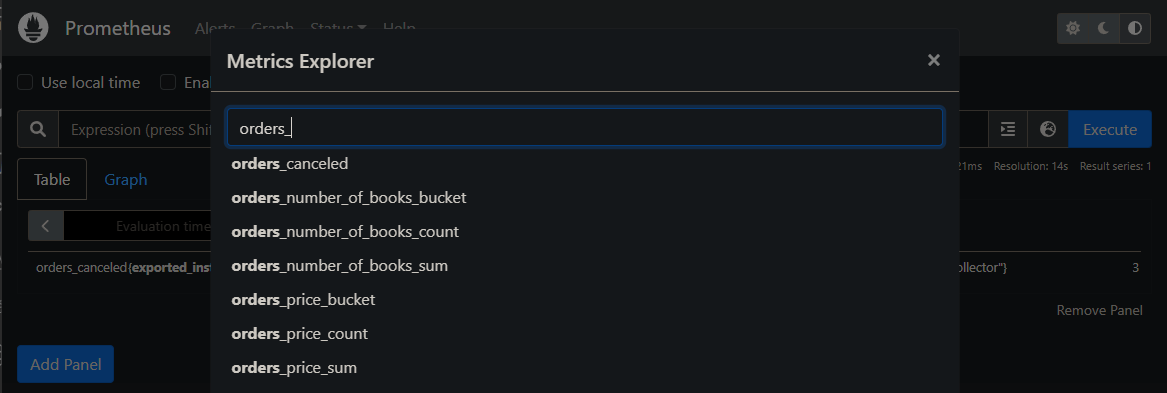 Prometheus Alerts Graph Status Help
Metrics Explorer ×
Use local time Ena
orders_
Expression (press Shif
Execute
orders_canceled
21ms Resolution: 14s Result series: 1
Table Graph
orders_number_of_books_bucket
Evaluation time
orders_number_of_books_count
orders_canceled{exported_inst
orders_number_of_books_sum
ollector"} 3
orders_price_bucket
Remove Panel
orders_price_count
Add Panel
orders_price_sum